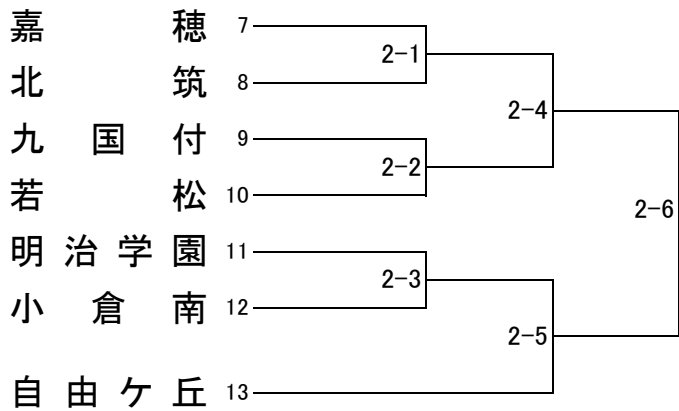 嘉穂 7
2-1
北筑 8
2-4
九国付 9
2-2
若松 10
2-6
明治学園 11
2-3
小倉南 12
2-5
自由ケ丘 13